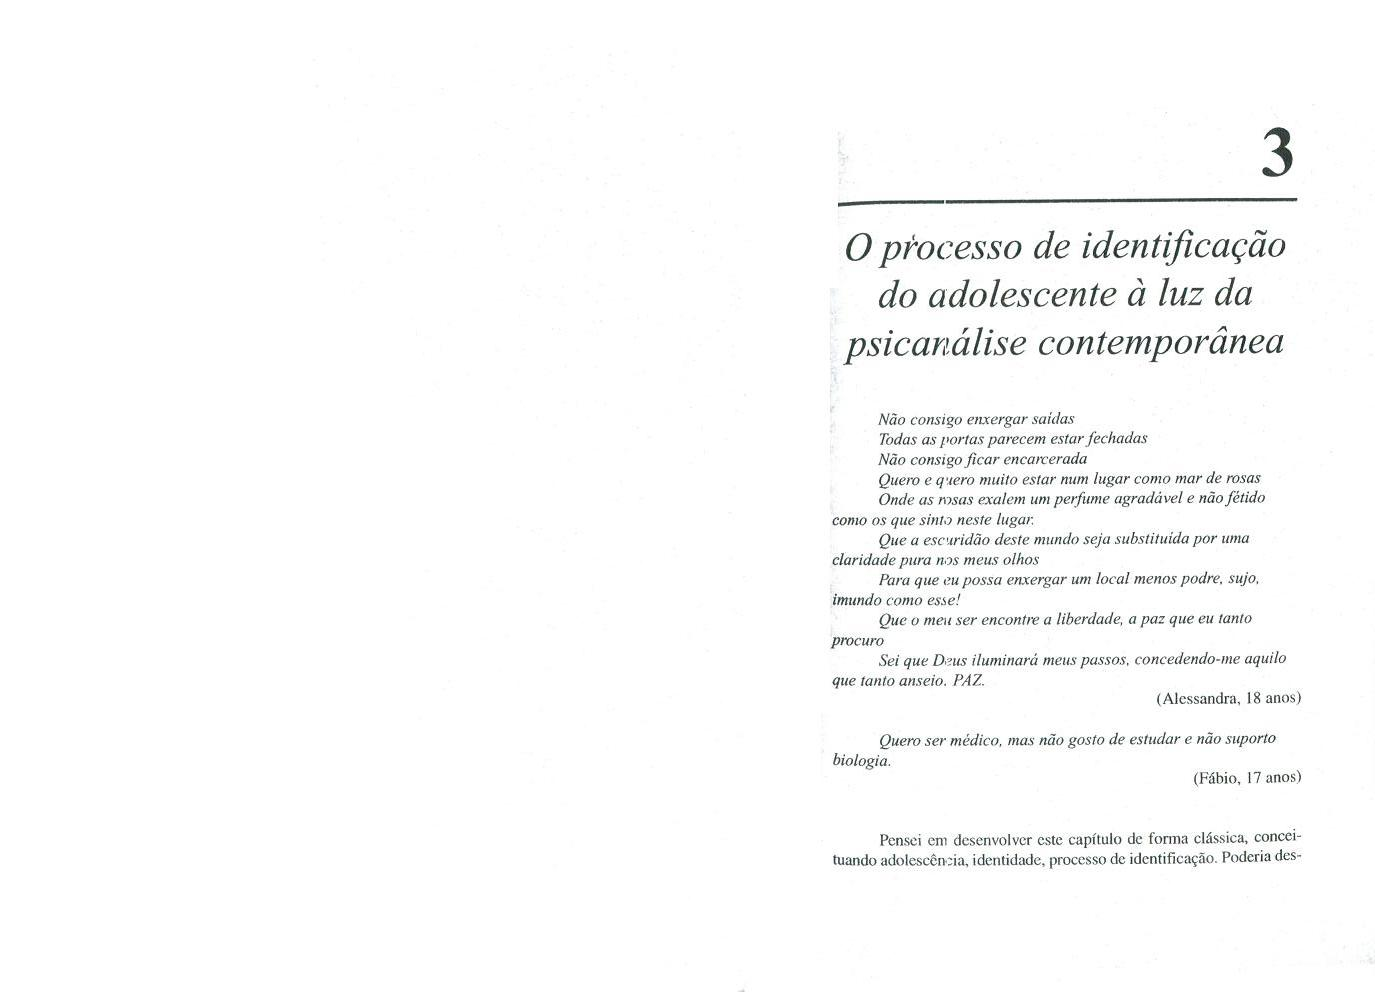 3
O processo de identificação
do adolescente à luz da
psicanálise contemporânea
Não consigo enxergar saídas
Todas as portas parecem estar fechadas
Não consigo ficar encarcerada
Quero e quero muito estar num lugar como mar de rosas
Onde as rosas exalem um perfume agradável e não fétido
como os que sinto neste lugar.
Que a escuridão deste mundo seja substituída por uma
claridade pura nos meus olhos
Para que eu possa enxergar um local menos podre, sujo,
imundo como esse!
Que o meu ser encontre a liberdade, a paz que eu tanto
procuro
Sei que Deus iluminará meus passos, concedendo-me aquilo
que tanto anseio. PAZ.
(Alessandra, 18 anos)
Quero ser médico, mas não gosto de estudar e não suporto
biologia.
(Fábio, 17 anos)
Pensei em desenvolver este capítulo de forma clássica, concei-
tuando adolescência, identidade, processo de identificação. Poderia des-